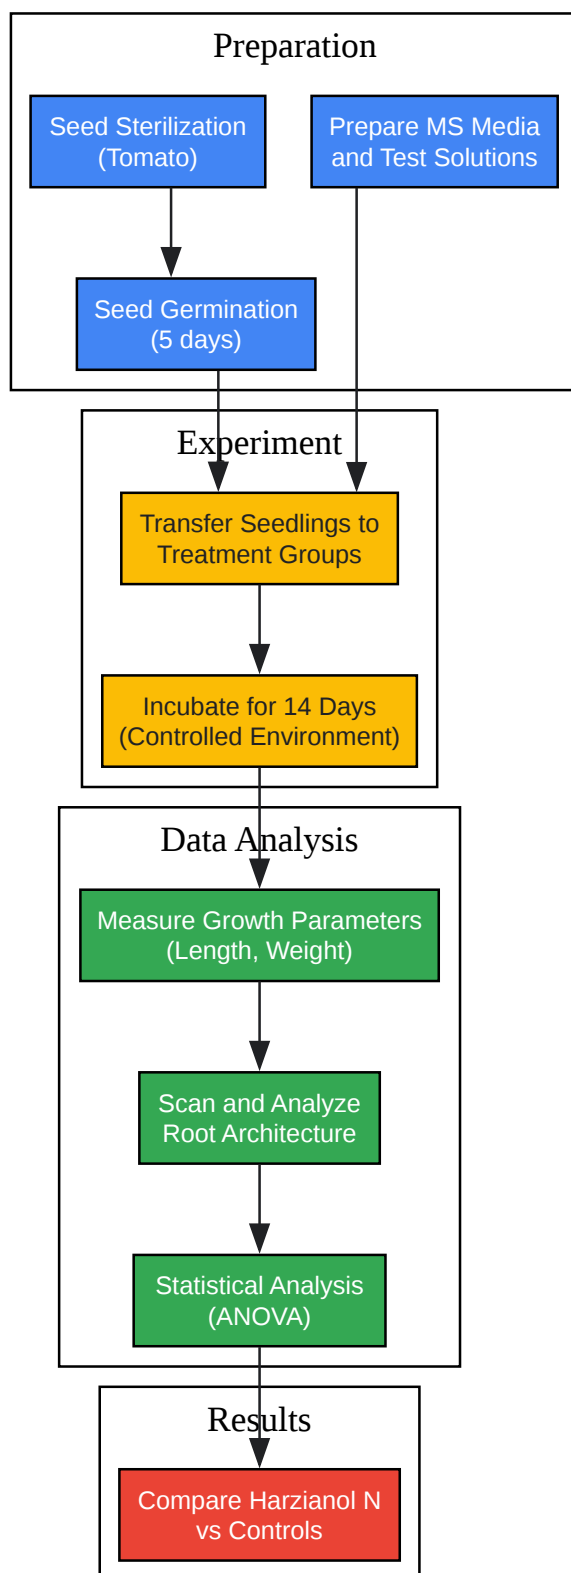 Preparation
Seed Sterilization
(Tomato)
Prepare MS Media
and Test Solutions
Seed Germination
(5 days)
Experiment
Transfer Seedlings to
Treatment Groups
Incubate for 14 Days
(Controlled Environment)
Data Analysis
Measure Growth Parameters
(Length, Weight)
Scan and Analyze
Root Architecture
Statistical Analysis
(ANOVA)
Results
Compare Harzianol N
vs Controls